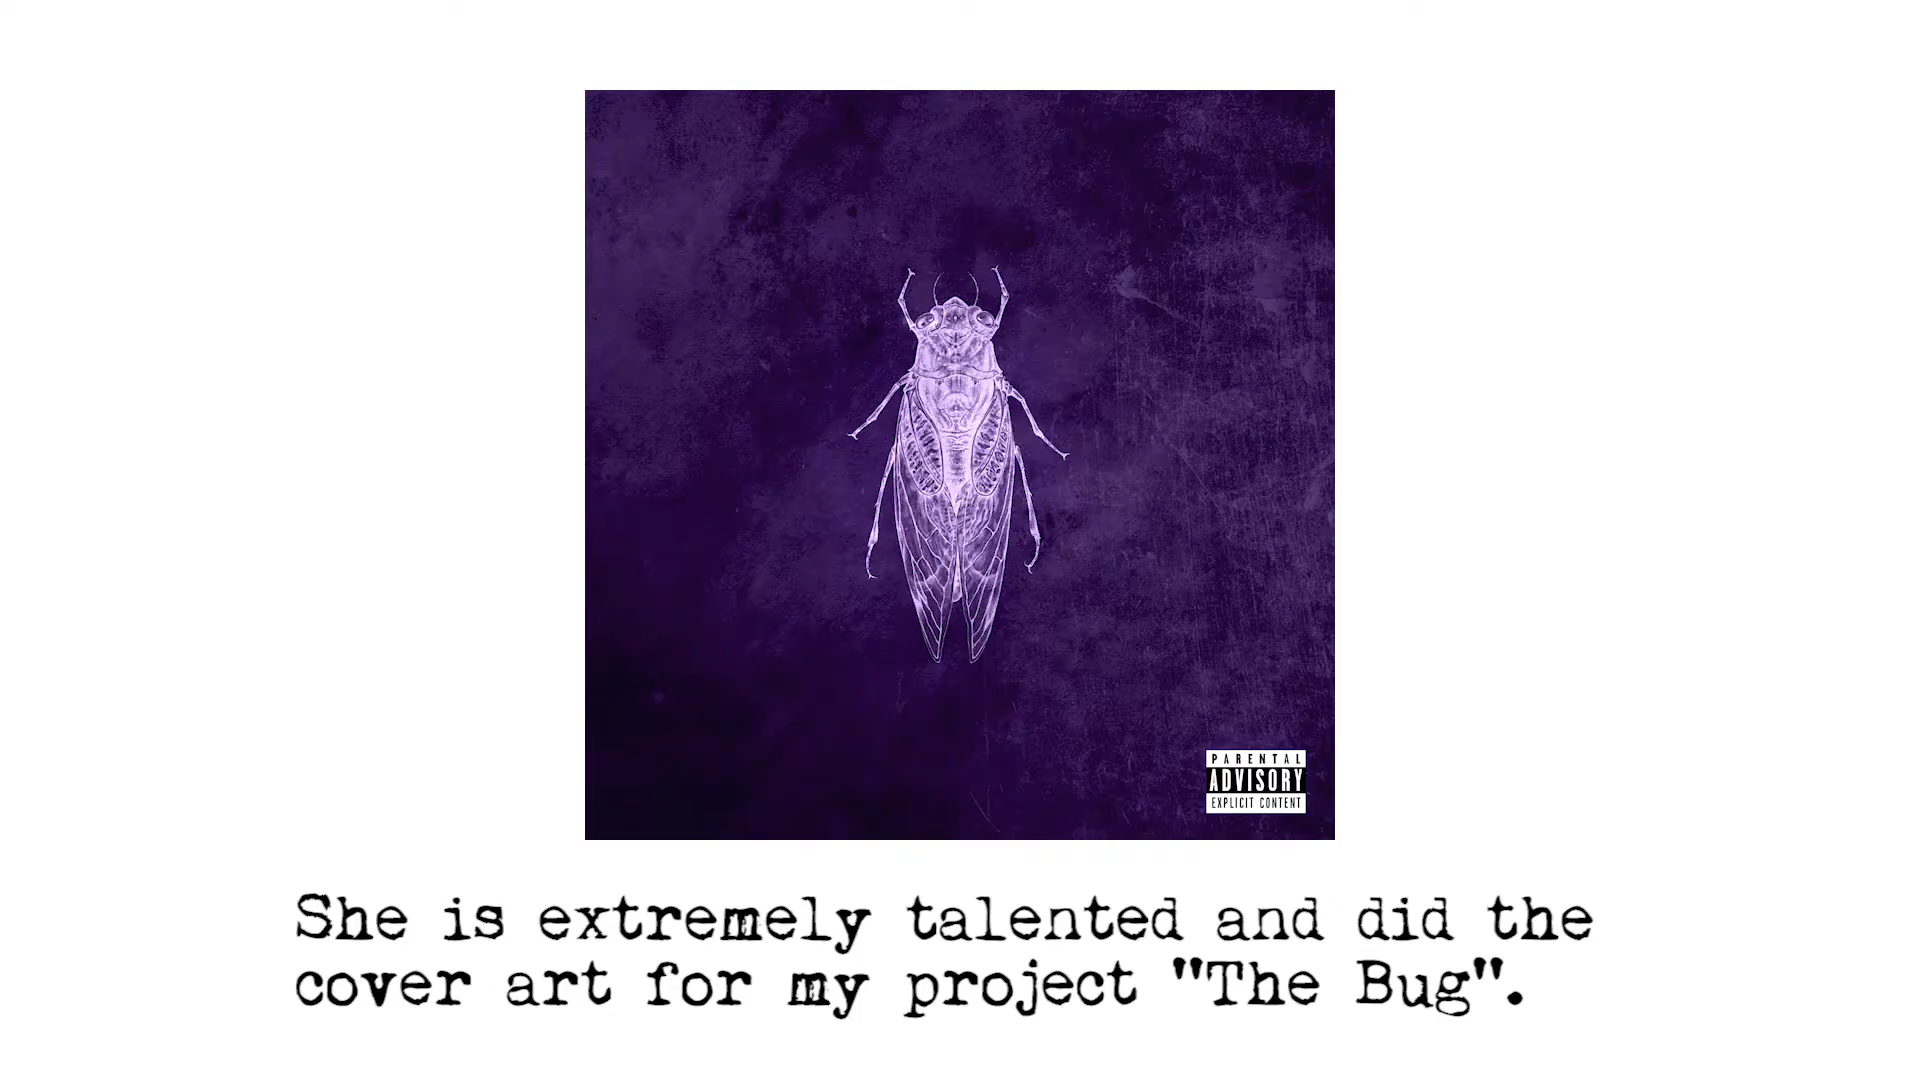 PARENTAL
ADVISORY
EXPLICIT CONTENT
She is extremely talented and did the
cover art for my project "The Bug".